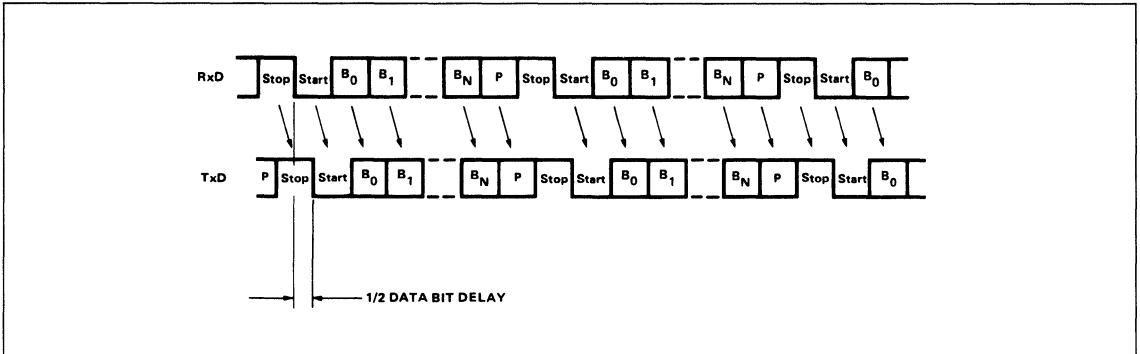 RxD Stop Start B0 B1 BN P Stop Start B0 B1 BN P Stop Start B0
TxD P Stop Start B0 B1 BN P Stop Start B0 B1 BN P Stop Start B0
1/2 DATA BIT DELAY